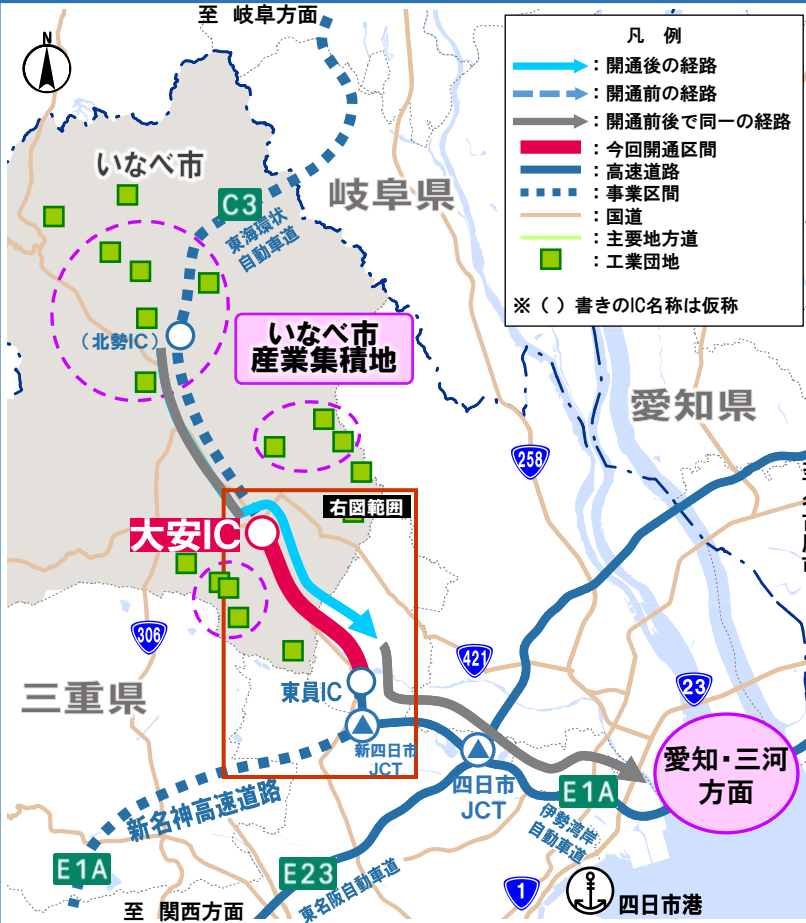 至 岐阜方面
N
凡 例
:開通後の経路
:開通前の経路
:開通前後で同一の経路
:今回開通区間
:高速道路
:事業区間
:国道
:主要地方道
:工業団地
※( )書きのIC名称は仮称
いなべ市
岐阜県
C3
東海環状
自動車道
(北勢IC)
いなべ市
産業集積地
愛知県
258
右図範囲
大安IC
306
421
三重県
東員IC
23
新四日市
JCT
四日市
JCT
愛知・三河
方面
新名神高速道路
E1A
伊勢湾岸
自動車道
E1A
E23
東名阪自動車道
1
四日市港
至 関西方面